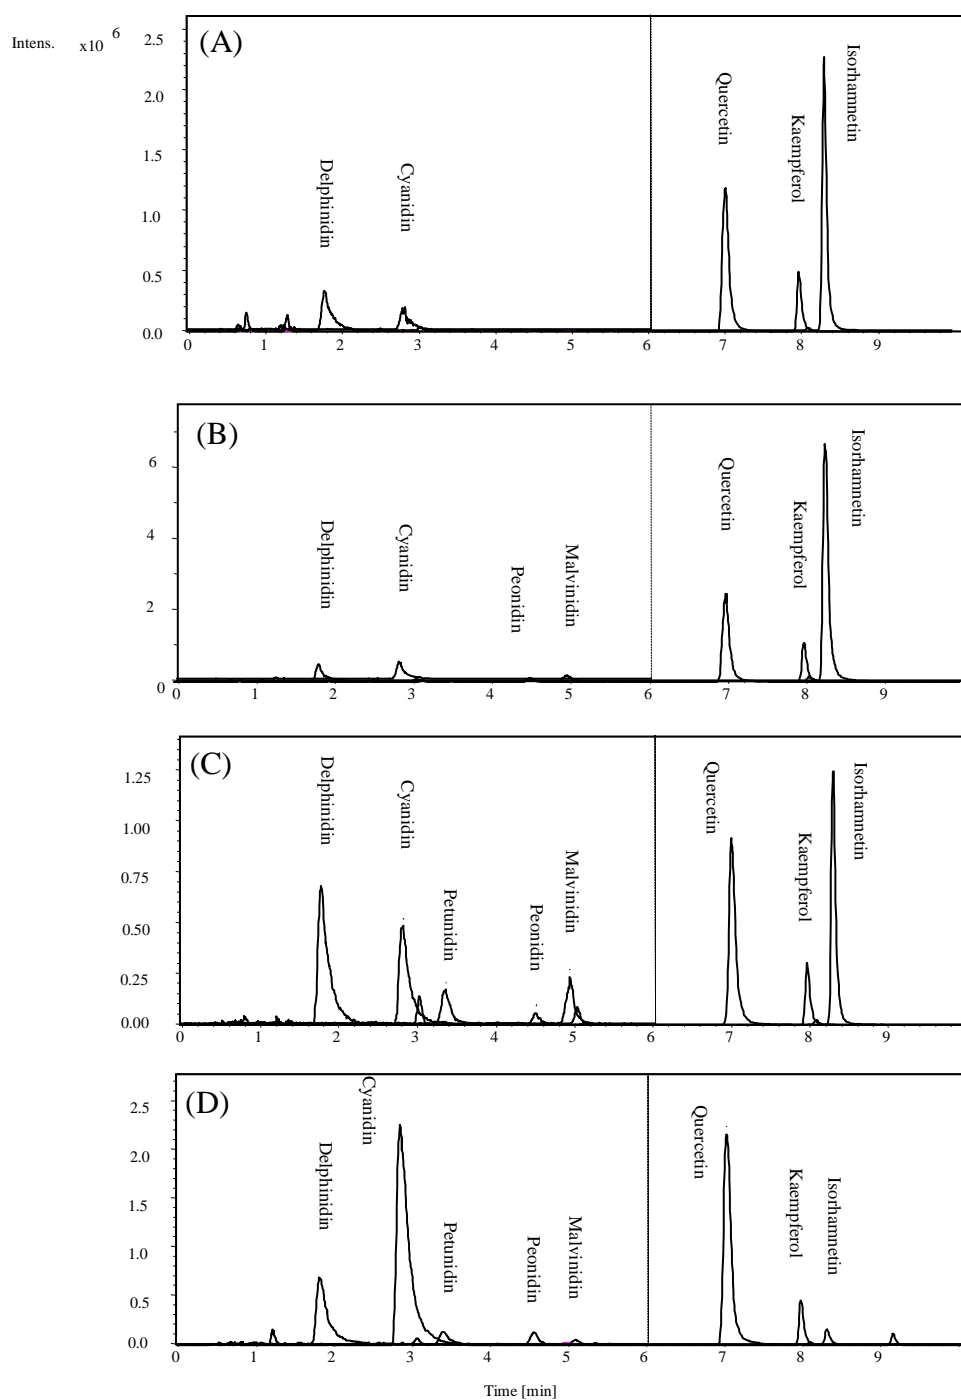 Intens. x10 6
(A)
2.5
2.0
1.5
1.0
0.5
0.0
Delphinidin
Cyanidin
Quercetin
Kaempferol
Isorhamnetin
0 1 2 3 4 5 6 7 8 9
(B)
6
4
2
0
Delphinidin
Cyanidin
Peonidin
Malvinidin
Quercetin
Kaempferol
Isorhamnetin
0 1 2 3 4 5 6 7 8 9
(C)
1.25
1.00
0.75
0.50
0.25
0.00
Delphinidin
Cyanidin
Petunidin
Peonidin
Malvinidin
Quercetin
Kaempferol
Isorhamnetin
0 1 2 3 4 5 6 7 8 9
(D)
2.5
2.0
1.5
1.0
0.5
0.0
Delphinidin
Cyanidin
Petunidin
Peonidin
Malvinidin
Quercetin
Kaempferol
Isorhamnetin
0 1 2 3 4 5 6 7 8 9
Time [min]